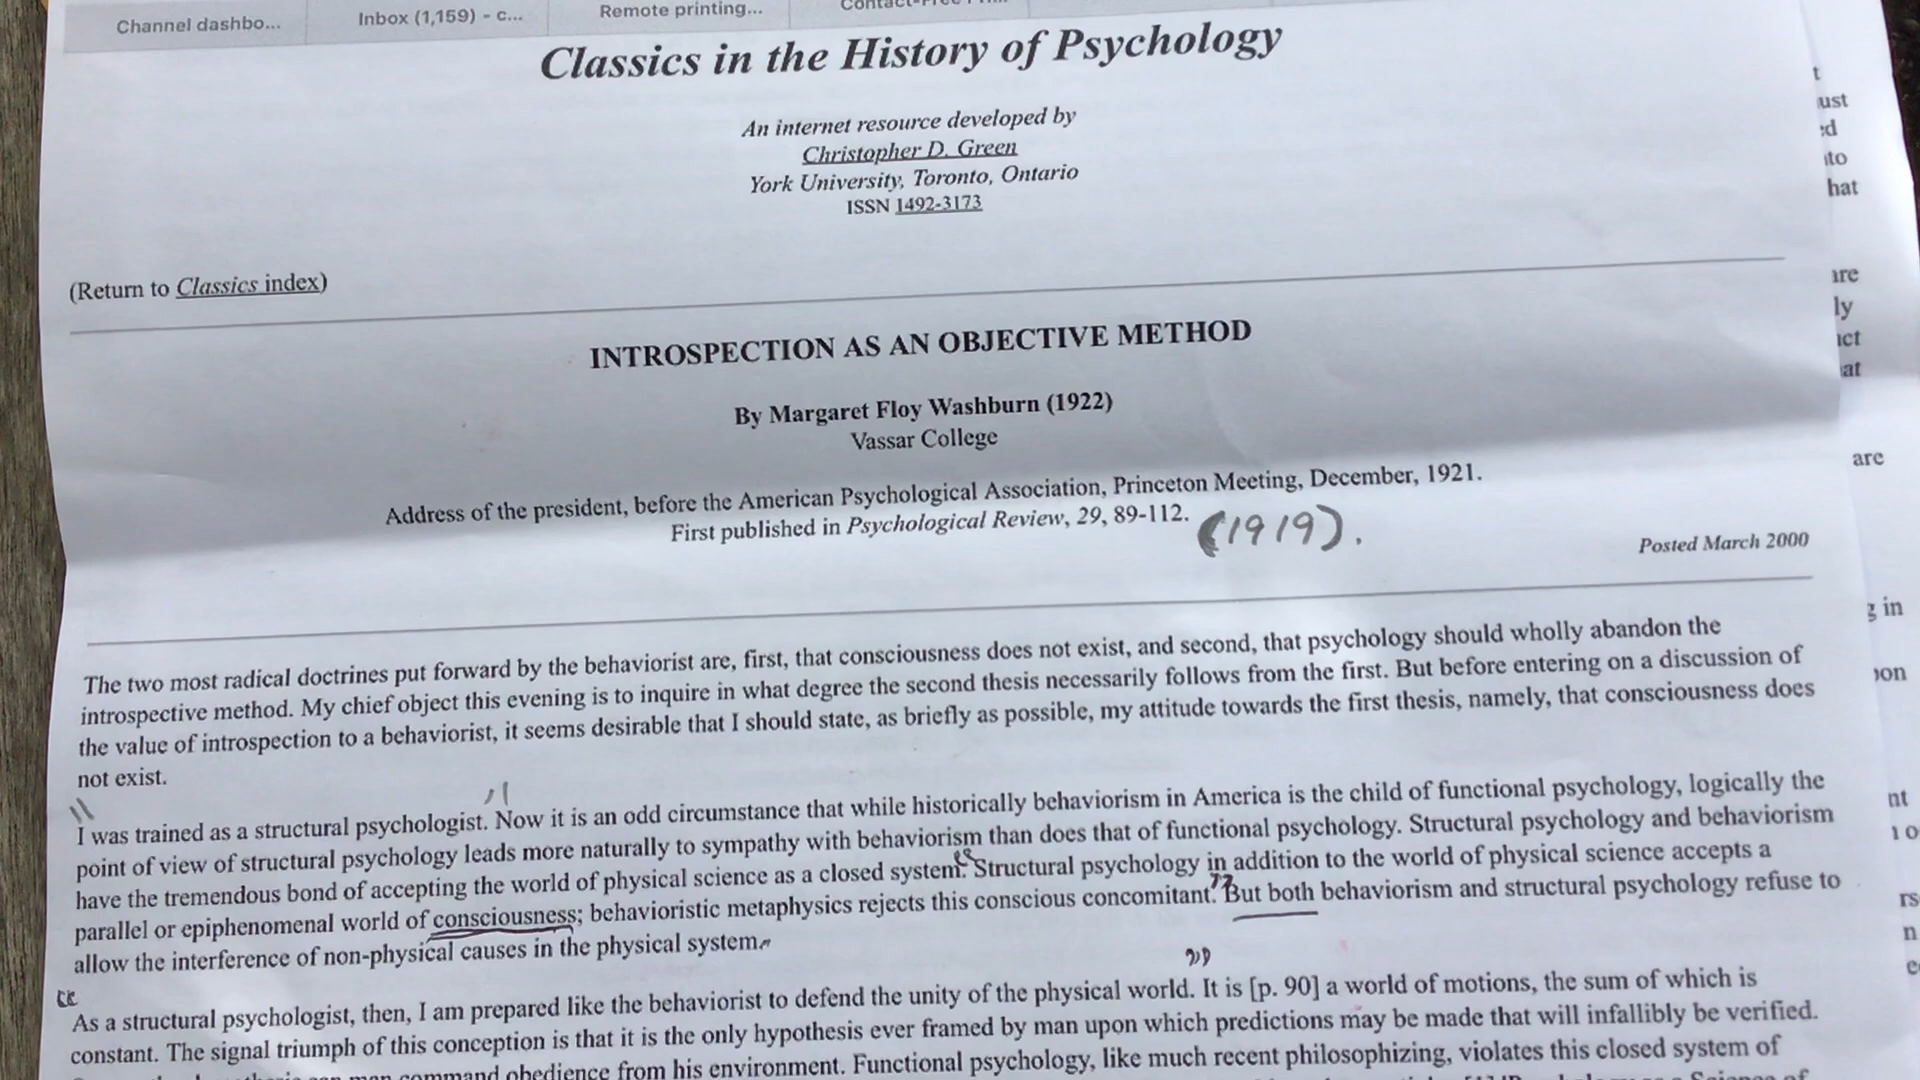 Channel dashbo...
Inbox (1,159) - c...
Remote printing...
Classics in the History of Psychology
An internet resource developed by
Christopher D. Green
York University, Toronto, Ontario
ISSN 1492-3173
(Return to Classics index)
INTROSPECTION AS AN OBJECTIVE METHOD
By Margaret Floy Washburn (1922)
Vassar College
Address of the president, before the American Psychological Association, Princeton Meeting, December, 1921.
First published in Psychological Review, 29, 89-112. (1919).
Posted March 2000
The two most radical doctrines put forward by the behaviorist are, first, that consciousness does not exist, and second, that psychology should wholly abandon the
introspective method. My chief object this evening is to inquire in what degree the second thesis necessarily follows from the first. But before entering on a discussion of
the value of introspection to a behaviorist, it seems desirable that I should state, as briefly as possible, my attitude towards the first thesis, namely, that consciousness does
not exist.
I was trained as a structural psychologist. Now it is an odd circumstance that while historically behaviorism in America is the child of functional psychology, logically the
point of view of structural psychology leads more naturally to sympathy with behaviorism than does that of functional psychology. Structural psychology and behaviorism
have the tremendous bond of accepting the world of physical science as a closed system. Structural psychology in addition to the world of physical science accepts a
parallel or epiphenomenal world of consciousness; behavioristic metaphysics rejects this conscious concomitant. But both behaviorism and structural psychology refuse to
allow the interference of non-physical causes in the physical system.
As a structural psychologist, then, I am prepared like the behaviorist to defend the unity of the physical world. It is [p. 90] a world of motions, the sum of which is
constant. The signal triumph of this conception is that it is the only hypothesis ever framed by man upon which predictions may be made that will infallibly be verified.
man command obedience from his environment. Functional psychology, like much recent philosophizing, violates this closed system of